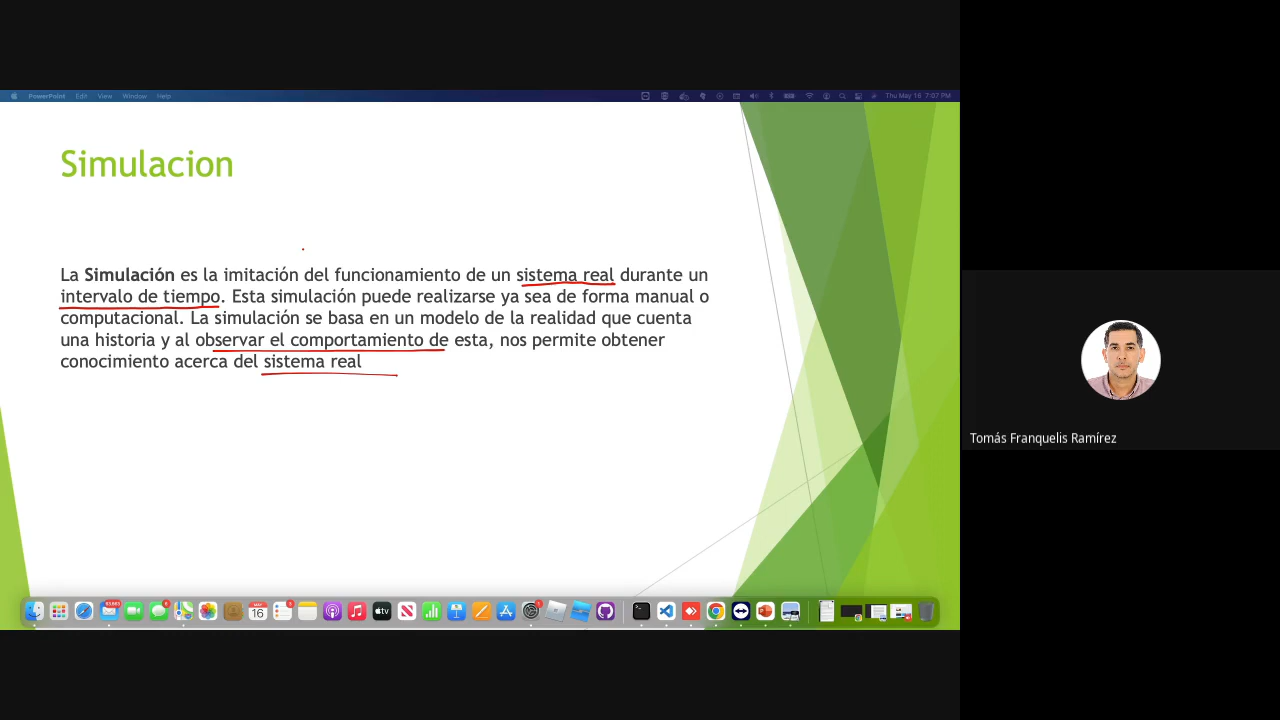 PowerPoint Edit View Window Help
Thu May 16 7:07 PM
Simulacion
La Simulación es la imitación del funcionamiento de un sistema real durante un
intervalo de tiempo. Esta simulación puede realizarse ya sea de forma manual o
computacional. La simulación se basa en un modelo de la realidad que cuenta
una historia y al observar el comportamiento de esta, nos permite obtener
conocimiento acerca del sistema real
Tomás Franquelis Ramírez
MAY
16